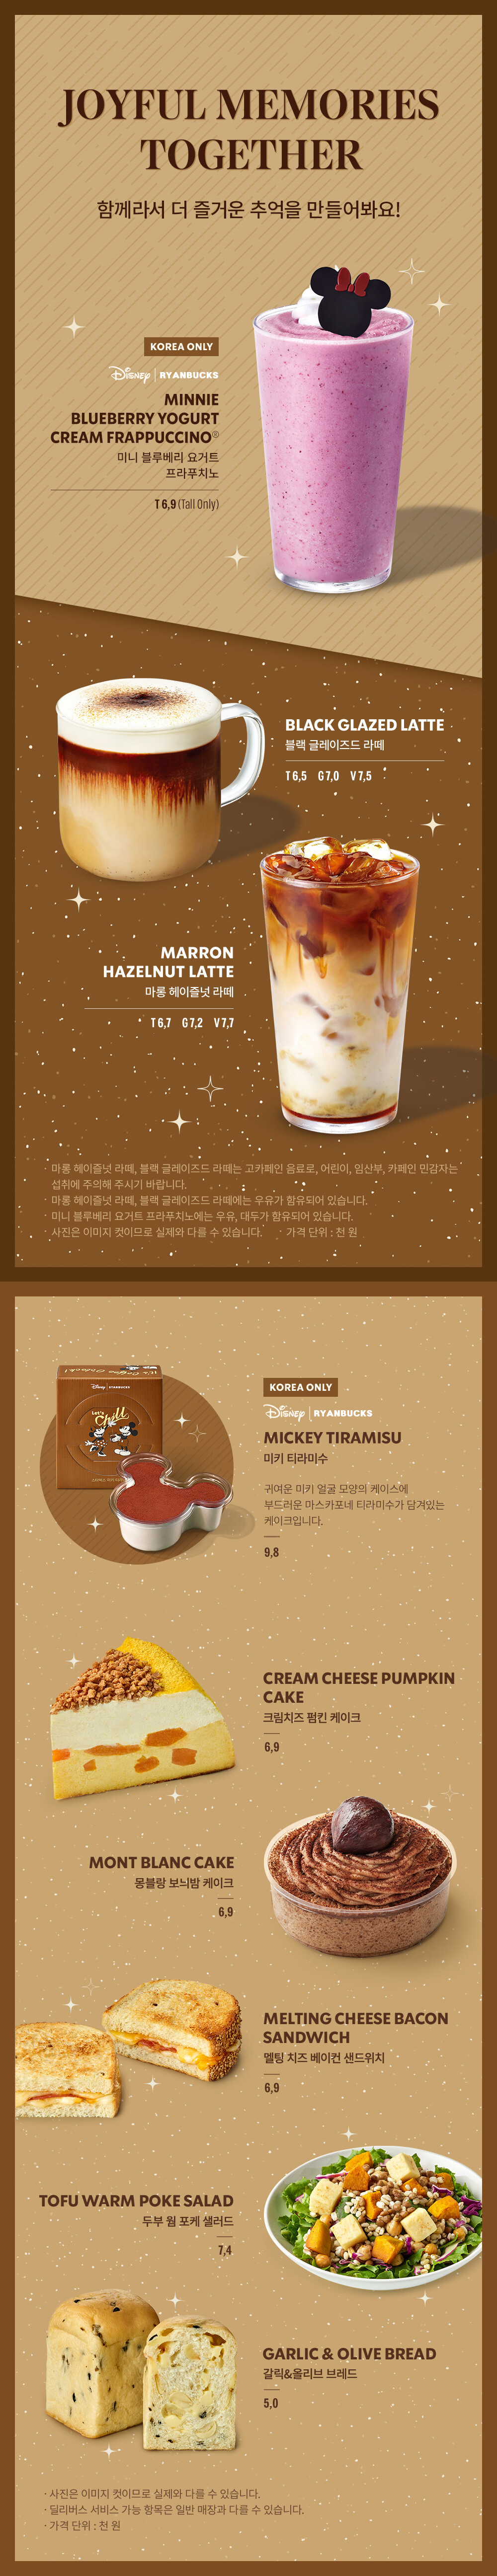 JOYFUL MEMORIES
TOGETHER
함께라서 더 즐거운 추억을 만들어봐요!
KOREA ONLY
Disney | RYANBUCKS
MINNIE
BLUEBERRY YOGURT
CREAM FRAPPUCCINO®
미니 블루베리 요거트
프라푸치노
T 6,9 (Tall Only)
BLACK GLAZED LATTE
블랙 글레이즈드 라떼
T 6,5 G 7,0 V 7,5
MARRON
HAZELNUT LATTE
마롱 헤이즐넛 라떼
T 6,7 G 7,2 V 7,7
· 마롱 헤이즐넛 라떼, 블랙 글레이즈드 라떼는 고카페인 음료로, 어린이, 임산부, 카페인 민감자는
섭취에 주의해 주시기 바랍니다.
· 마롱 헤이즐넛 라떼, 블랙 글레이즈드 라떼에는 우유가 함유되어 있습니다.
· 미니 블루베리 요거트 프라푸치노에는 우유, 대두가 함유되어 있습니다.
· 사진은 이미지 컷이므로 실제와 다를 수 있습니다. · 가격 단위 : 천 원
Disney | STARBUCKS
Let's
Chill
KOREA ONLY
Disney | RYANBUCKS
MICKEY TIRAMISU
미키 티라미수
귀여운 미키 얼굴 모양의 케이스에
부드러운 마스카포네 티라미수가 담겨있는
케이크입니다.
9,8
CREAM CHEESE PUMPKIN
CAKE
크림치즈 펌킨 케이크
6,9
MONT BLANC CAKE
몽블랑 보늬밤 케이크
6,9
MELTING CHEESE BACON
SANDWICH
멜팅 치즈 베이컨 샌드위치
6,9
TOFU WARM POKE SALAD
두부 웜 포케 샐러드
7,4
GARLIC & OLIVE BREAD
갈릭&올리브 브레드
5,0
· 사진은 이미지 컷이므로 실제와 다를 수 있습니다.
· 딜리버스 서비스 가능 항목은 일반 매장과 다를 수 있습니다.
· 가격 단위 : 천 원